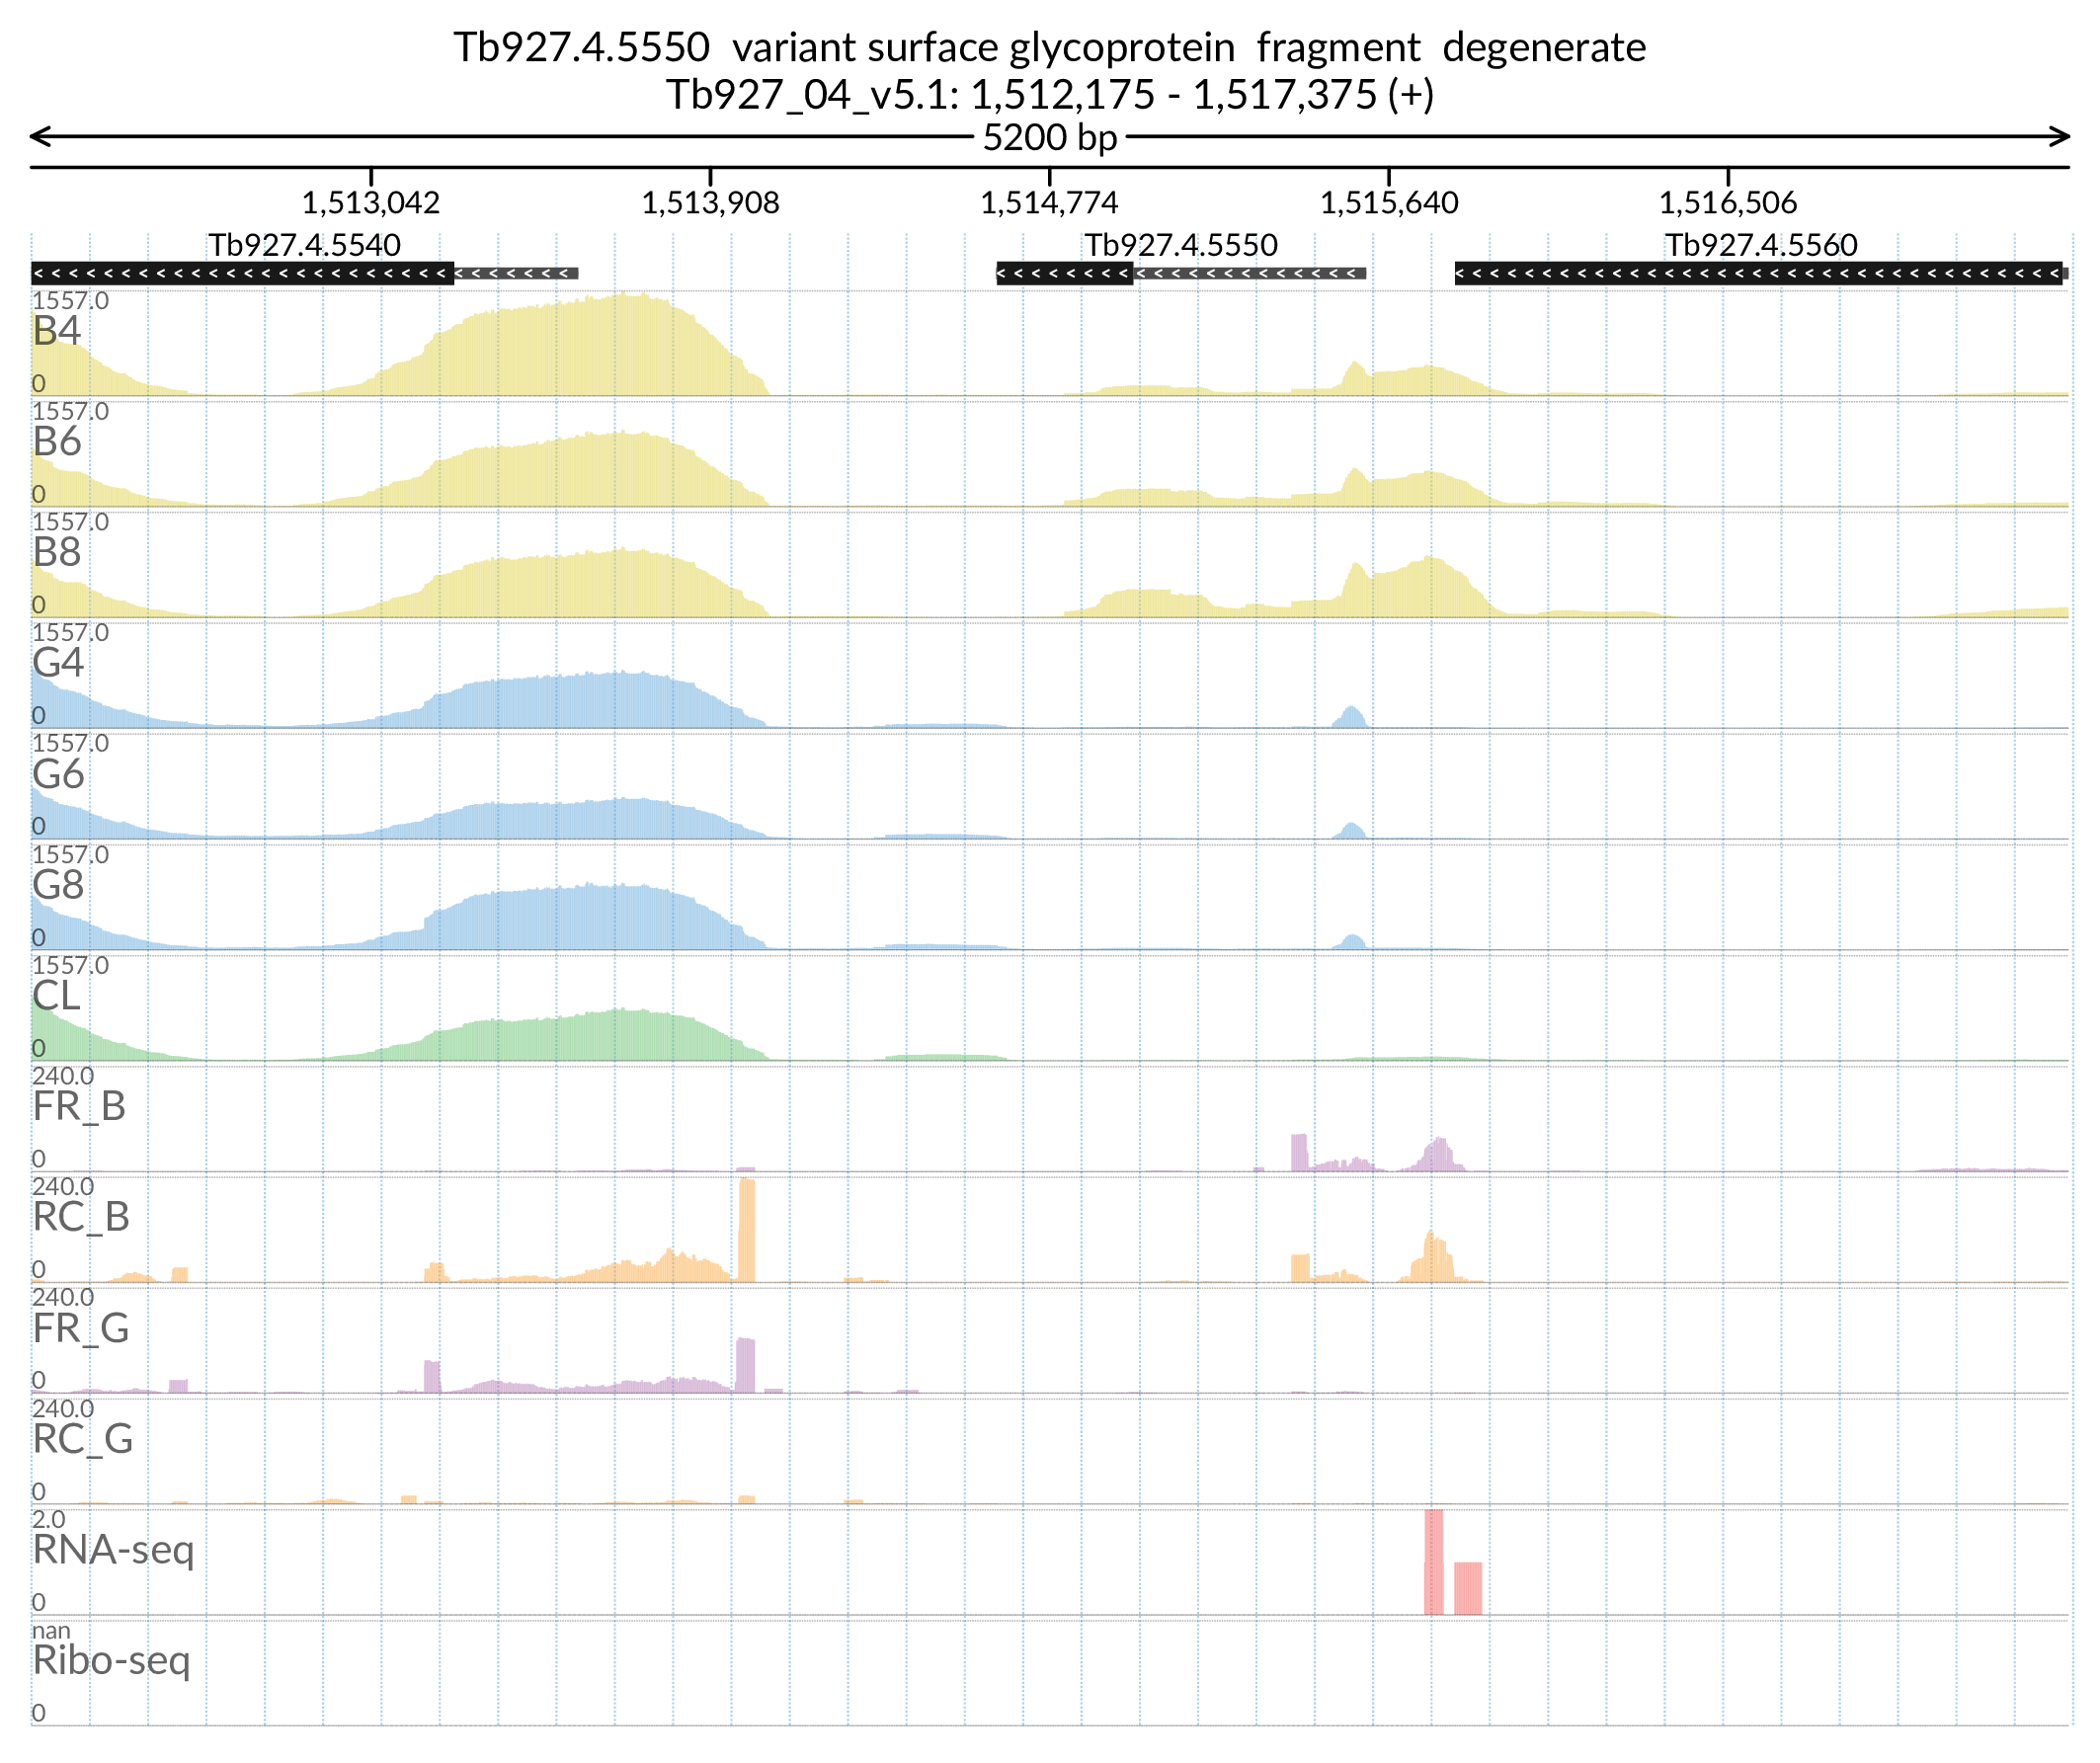 Tb927.4.5550 variant surface glycoprotein fragment degenerate
Tb927_04_v5.1: 1,512,175 - 1,517,375 (+)
5200 bp
1,513,042 1,513,908 1,514,774 1,515,640 1,516,506
Tb927.4.5540 Tb927.4.5550 Tb927.4.5560
1557.0
B4
0
1557.0
B6
0
1557.0
B8
0
1557.0
G4
0
1557.0
G6
0
1557.0
G8
0
1557.0
CL
0
240.0
FR_B
0
240.0
RC_B
0
240.0
FR_G
0
240.0
RC_G
0
2.0
RNA-seq
0
nan
Ribo-seq
0